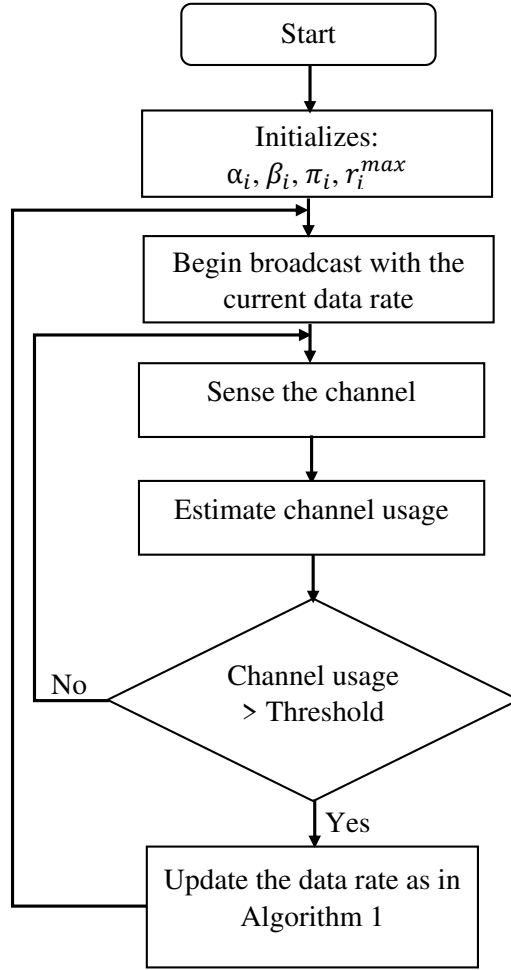 Start
Initializes:
αᵢ, βᵢ, πᵢ, rᵢᵐᵃˣ
Begin broadcast with the
current data rate
Sense the channel
Estimate channel usage
No
Channel usage
> Threshold
Yes
Update the data rate as in
Algorithm 1